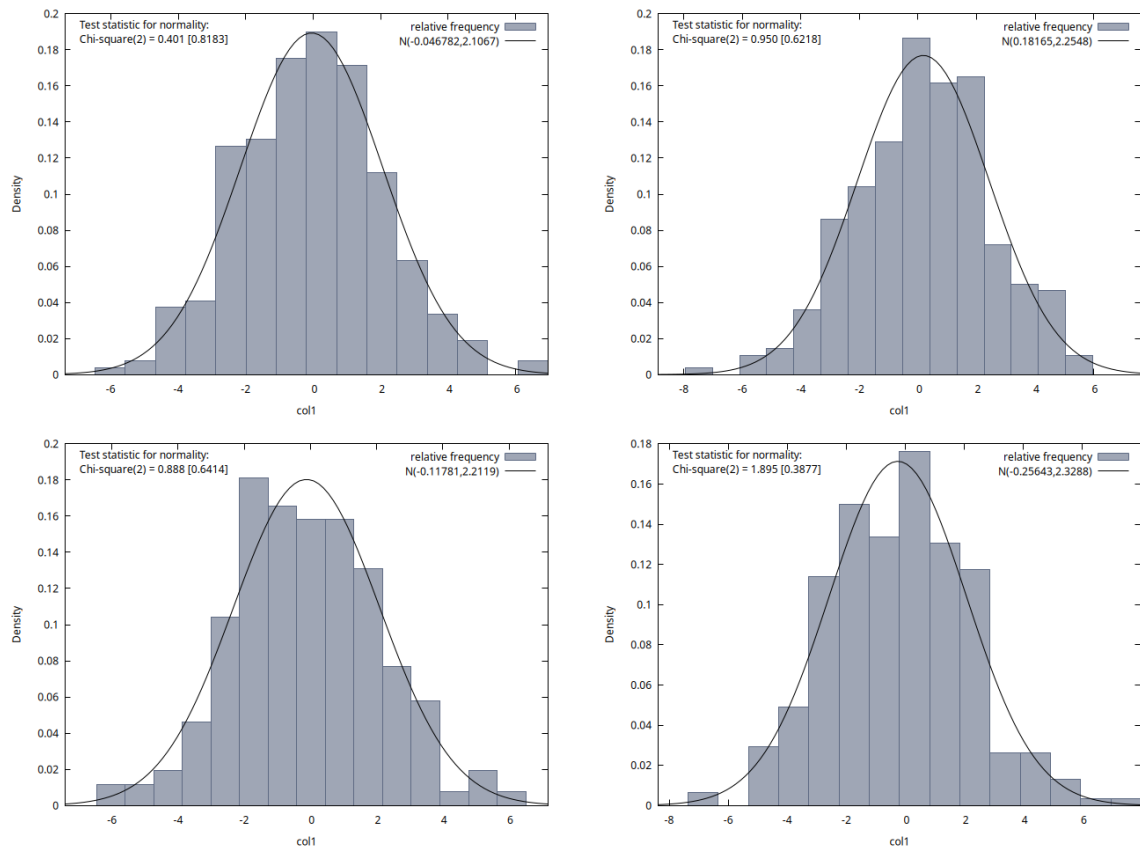 Test statistic for normality:
Chi-square(2) = 0.401 [0.8183]
relative frequency
N(-0.046782,2.1067)
0.2
0.18
0.16
0.14
0.12
0.1
0.08
0.06
0.04
0.02
0
Density
-6 -4 -2 0 2 4 6
col1
Test statistic for normality:
Chi-square(2) = 0.950 [0.6218]
relative frequency
N(0.18165,2.2548)
0.2
0.18
0.16
0.14
0.12
0.1
0.08
0.06
0.04
0.02
0
Density
-8 -6 -4 -2 0 2 4 6
col1
Test statistic for normality:
Chi-square(2) = 0.888 [0.6414]
relative frequency
N(-0.11781,2.2119)
0.2
0.18
0.16
0.14
0.12
0.1
0.08
0.06
0.04
0.02
0
Density
-6 -4 -2 0 2 4 6
col1
Test statistic for normality:
Chi-square(2) = 1.895 [0.3877]
relative frequency
N(-0.25643,2.3288)
0.18
0.16
0.14
0.12
0.1
0.08
0.06
0.04
0.02
0
Density
-8 -6 -4 -2 0 2 4 6
col1